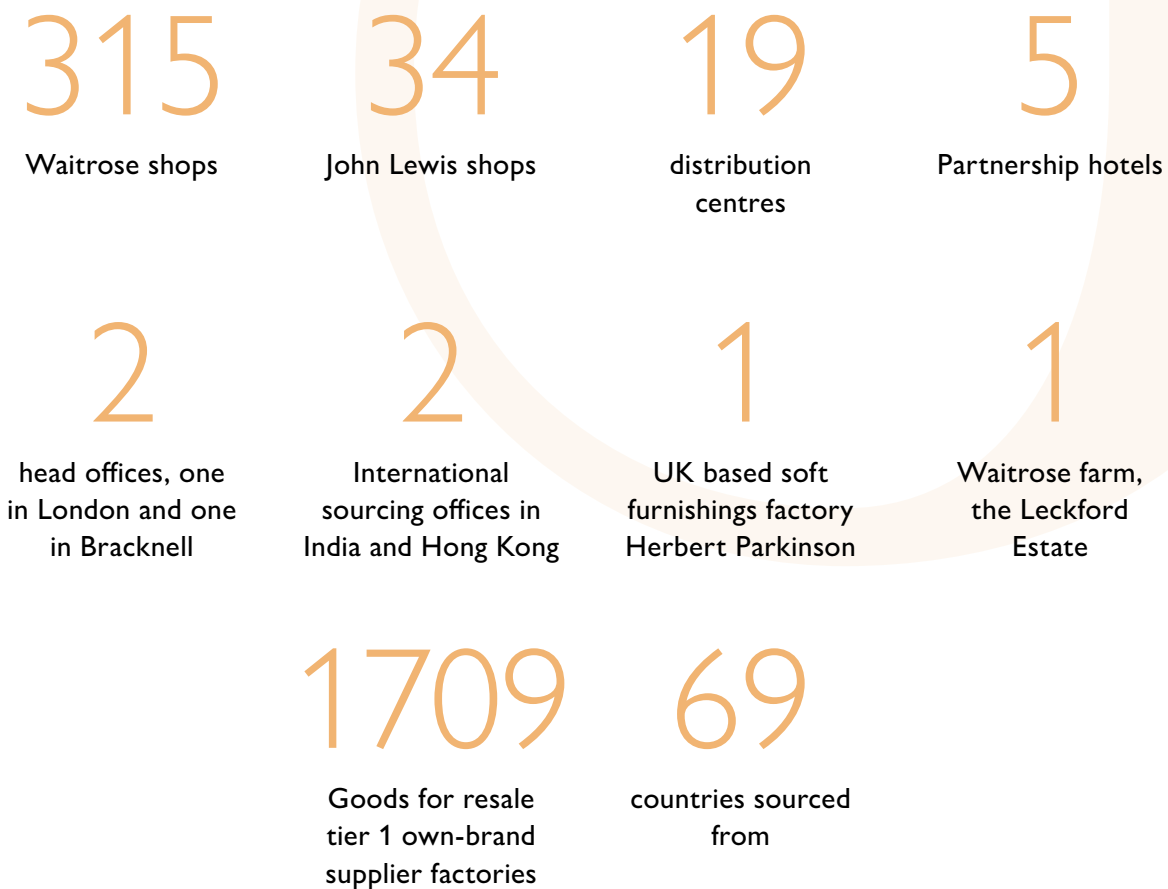 315
Waitrose shops
34
John Lewis shops
19
distribution
centres
5
Partnership hotels
2
head offices, one
in London and one
in Bracknell
2
International
sourcing offices in
India and Hong Kong
1
UK based soft
furnishings factory
Herbert Parkinson
1
Waitrose farm,
the Leckford
Estate
1709
Goods for resale
tier 1 own-brand
supplier factories
69
countries sourced
from